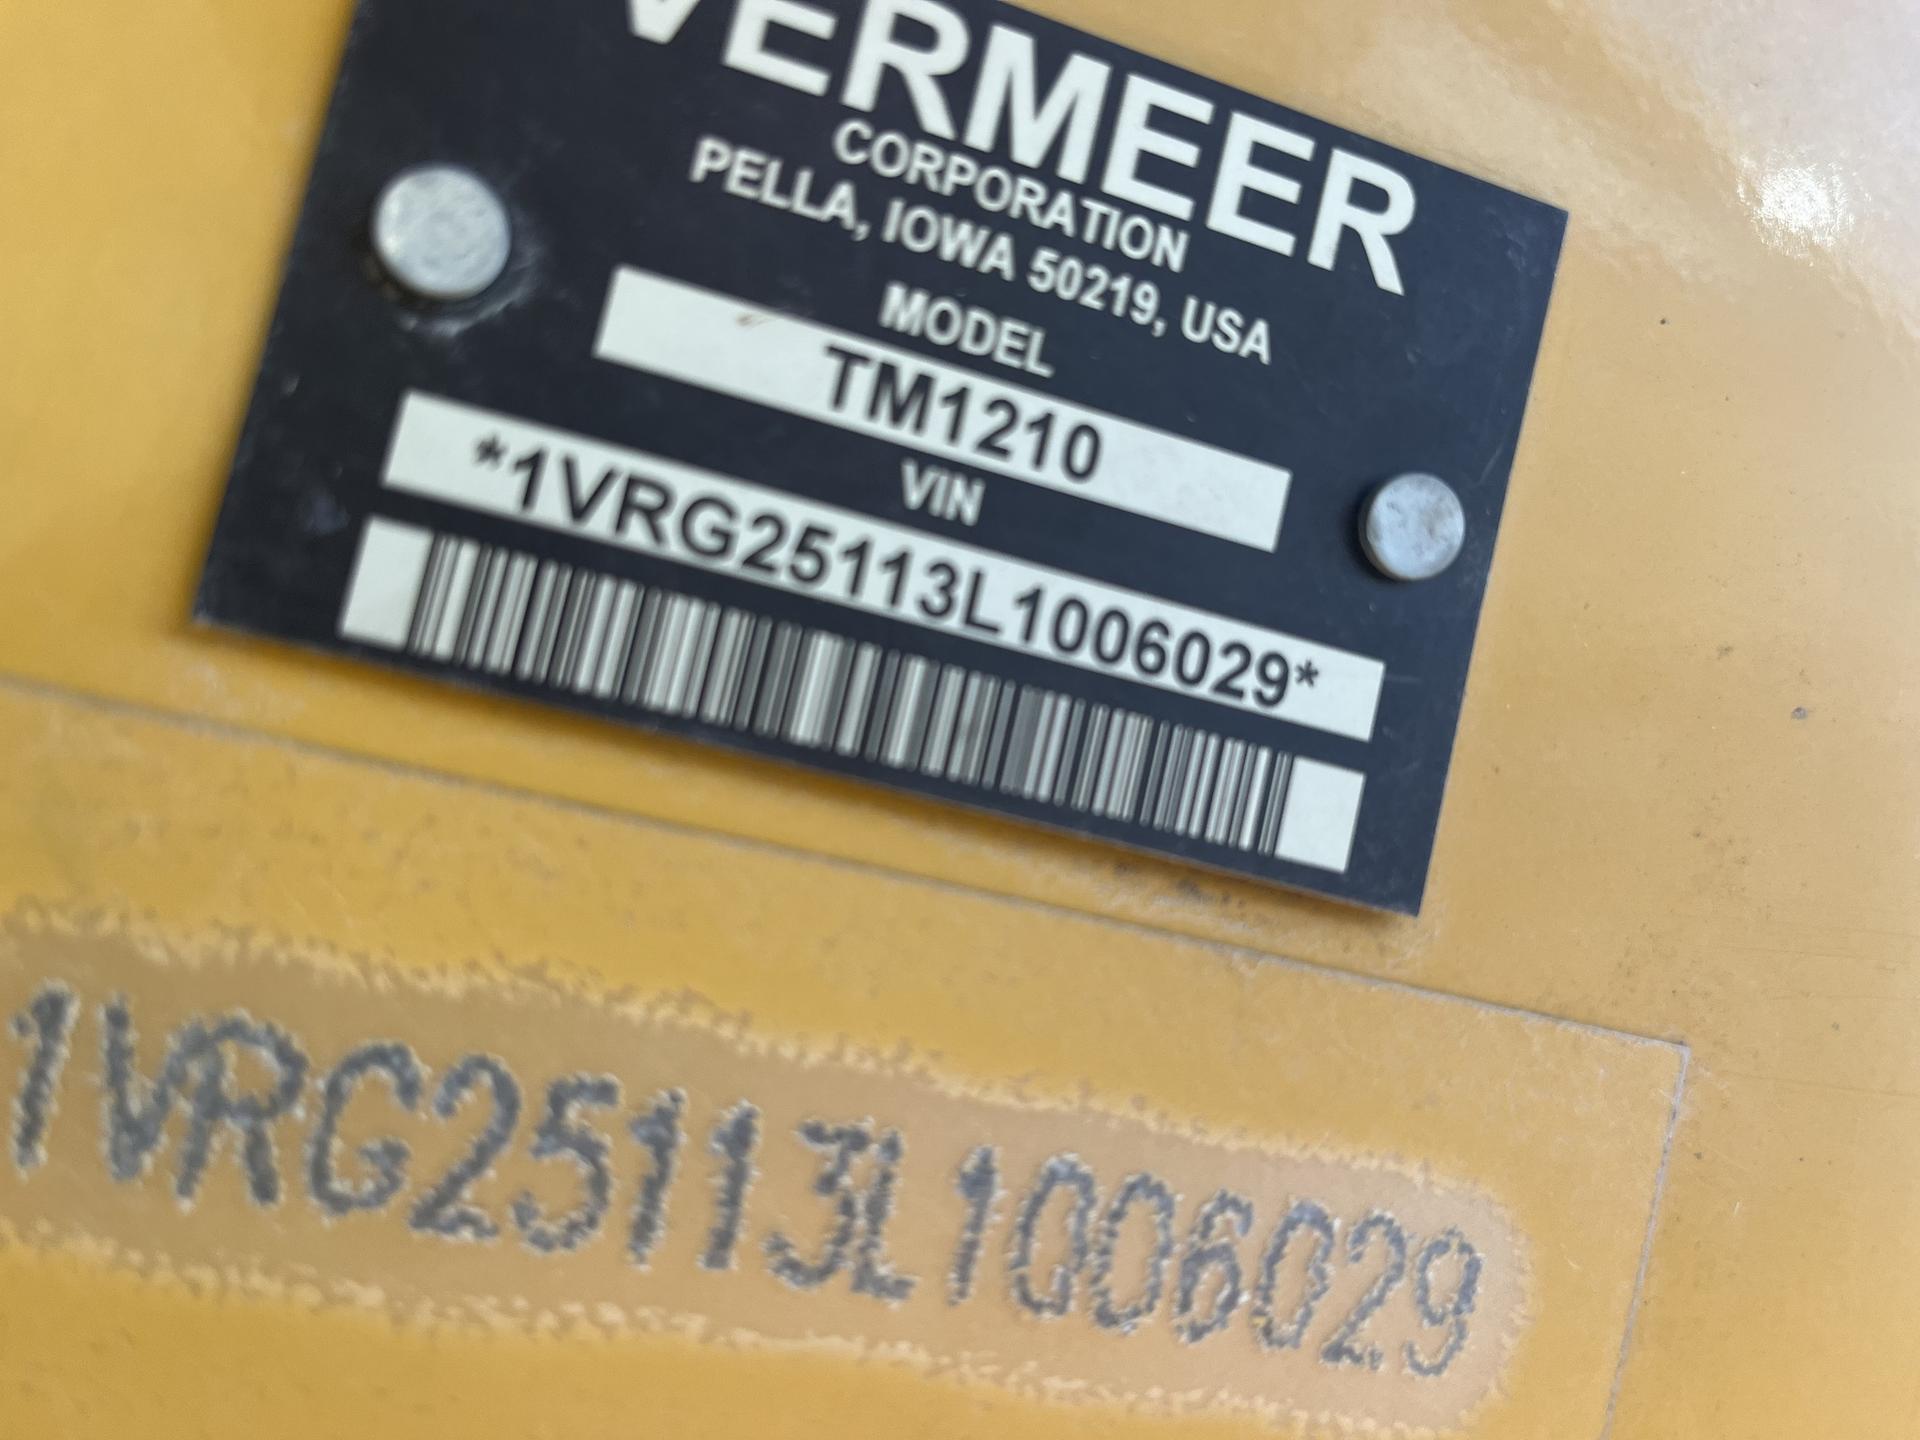 VERMEER
CORPORATION
PELLA, IOWA 50219, USA
MODEL
TM1210
VIN
*1VRG25113L1006029*
1VRG25113L1006029